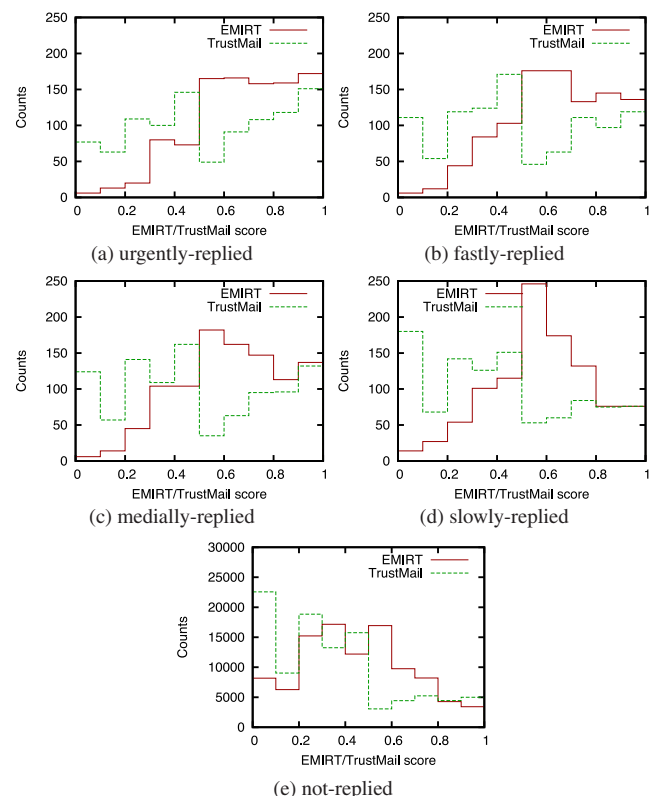 EMIRT
TrustMail
250
200
150
100
50
0
Counts
0 0.2 0.4 0.6 0.8 1
EMIRT/TrustMail score
(a) urgently-replied
EMIRT
TrustMail
250
200
150
100
50
0
Counts
0 0.2 0.4 0.6 0.8 1
EMIRT/TrustMail score
(b) fastly-replied
EMIRT
TrustMail
250
200
150
100
50
0
Counts
0 0.2 0.4 0.6 0.8 1
EMIRT/TrustMail score
(c) medially-replied
EMIRT
TrustMail
250
200
150
100
50
0
Counts
0 0.2 0.4 0.6 0.8 1
EMIRT/TrustMail score
(d) slowly-replied
EMIRT
TrustMail
30000
25000
20000
15000
10000
5000
0
Counts
0 0.2 0.4 0.6 0.8 1
EMIRT/TrustMail score
(e) not-replied